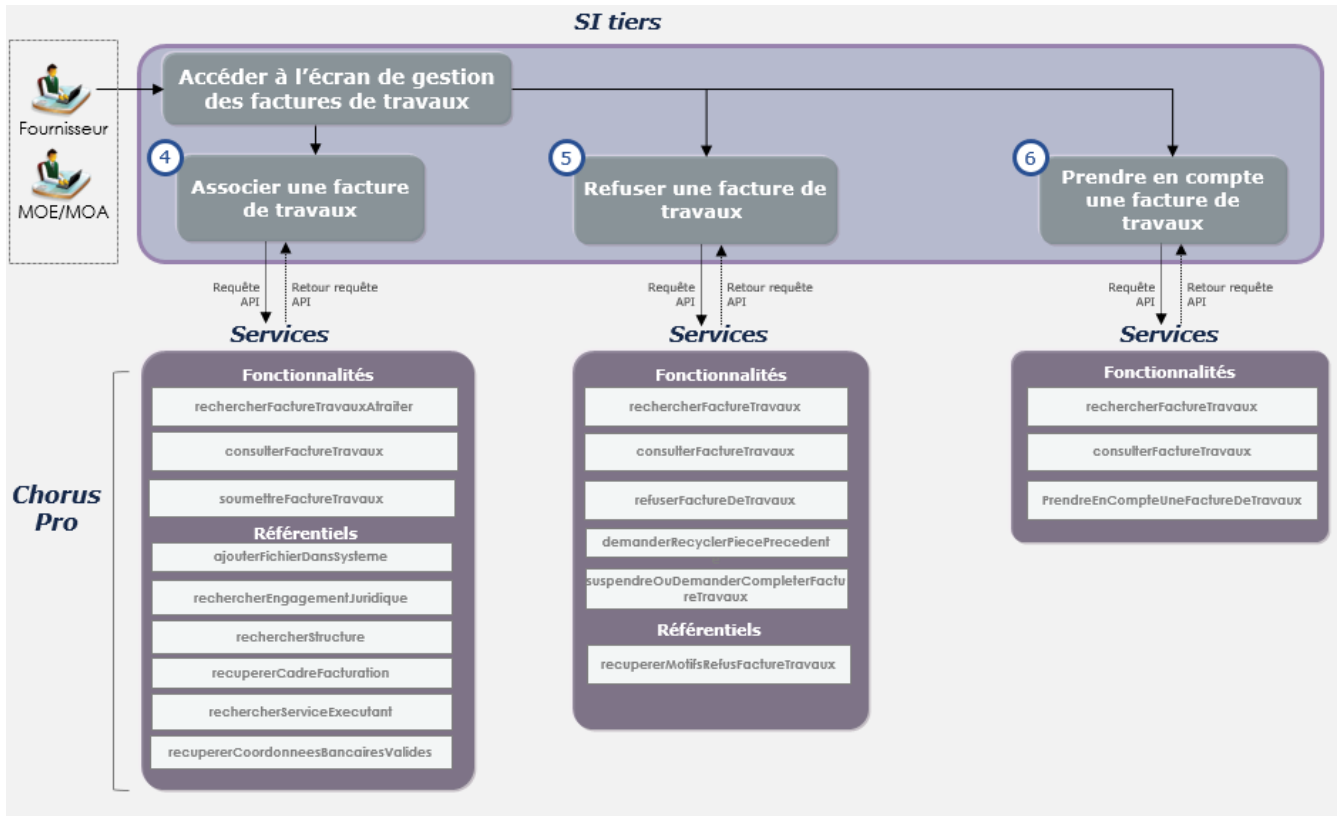 SI tiers
Fournisseur
MOE/MOA
Accéder à l'écran de gestion
des factures de travaux
4
Associer une facture
de travaux
5
Refuser une facture de
travaux
6
Prendre en compte
une facture de
travaux
Requête
API
Retour requête
API
Requête
API
Retour requête
API
Requête
API
Retour requête
API
Chorus
Pro
Services
Fonctionnalités
rechercherFactureTravauxAtraiter
consulterFactureTravaux
soumettreFactureTravaux
Référentiels
ajouterFichierDansSysteme
rechercherEngagementJuridique
rechercherStructure
recupererCadreFacturation
rechercherServiceExecutant
recupererCoordonneesBancairesValides
Services
Fonctionnalités
rechercherFactureTravaux
consulterFactureTravaux
refuserFactureDeTravaux
demanderRecyclerPiecePrecedent
suspendreOuDemanderCompleterFactu
reTravaux
Référentiels
recupererMotifsRefusFactureTravaux
Services
Fonctionnalités
rechercherFactureTravaux
consulterFactureTravaux
PrendreEnCompteUneFactureDeTravaux